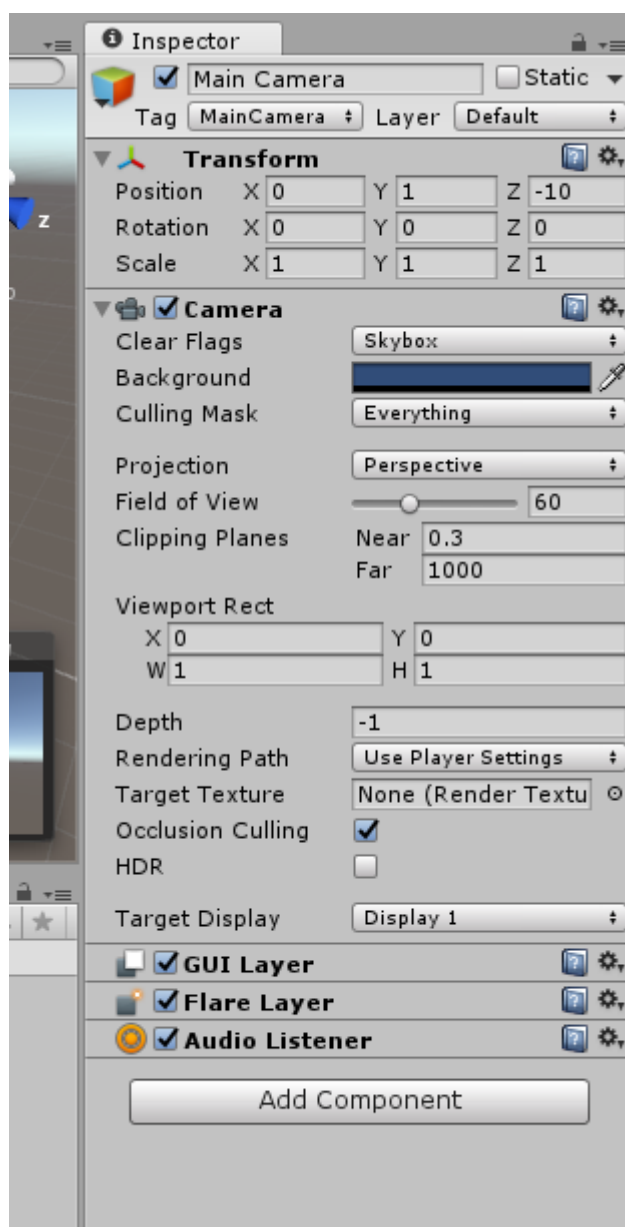 Inspector
Main Camera Static
Tag MainCamera Layer Default
Transform
Position X 0 Y 1 Z -10
z
Rotation X 0 Y 0 Z 0
Scale X 1 Y 1 Z 1
Camera
Clear Flags Skybox
Background
Culling Mask Everything
Projection Perspective
Field of View 60
Clipping Planes Near 0.3
Far 1000
Viewport Rect
X 0 Y 0
W 1 H 1
Depth -1
Rendering Path Use Player Settings
Target Texture None (Render Textu
Occlusion Culling
HDR
Target Display Display 1
GUI Layer
Flare Layer
Audio Listener
Add Component